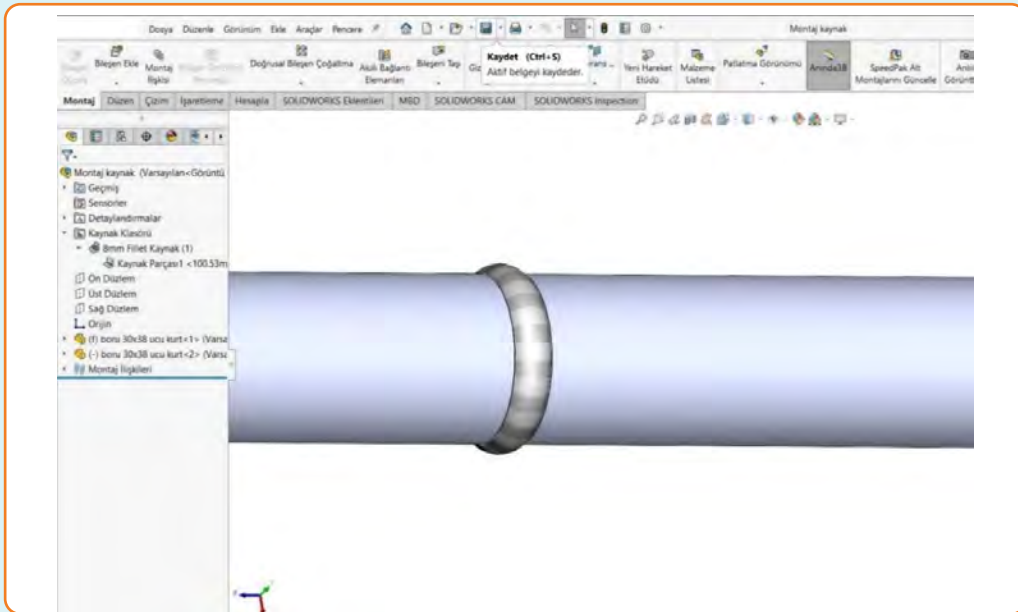 Dosya Düzenle Görünüm Ekle Araçlar Pencere
Montaj kaynak
Kaydet (Ctrl+S)
Aktif belgeyi kaydeder.
Bileşen Ekle
Montaj İlişkisi
Doğrusal Bileşen Çoğaltma
Akıllı Bağlantı Elemanları
Bileşeni Taşı
Yeni Hareket Etüdü
Malzeme Listesi
Patlatma Görünümü
Anında3B
SpeedPak Alt Montajlarını Güncelle
Montaj Düzen Çizim İşaretleme Hesapla SOLIDWORKS Eklentileri MBD SOLIDWORKS CAM SOLIDWORKS Inspection
Montaj kaynak (Varsayılan<Görüntü
Geçmiş
Sensörler
Detaylandırmalar
Kaynak Klasörü
8mm Fillet Kaynak (1)
Kaynak Parçası1 <100.53m
Ön Düzlem
Üst Düzlem
Sağ Düzlem
Orijin
(f) boru 30x38 ucu kurt<1> (Varsa
(-) boru 30x38 ucu kurt<2> (Varsa
Montaj İlişkileri